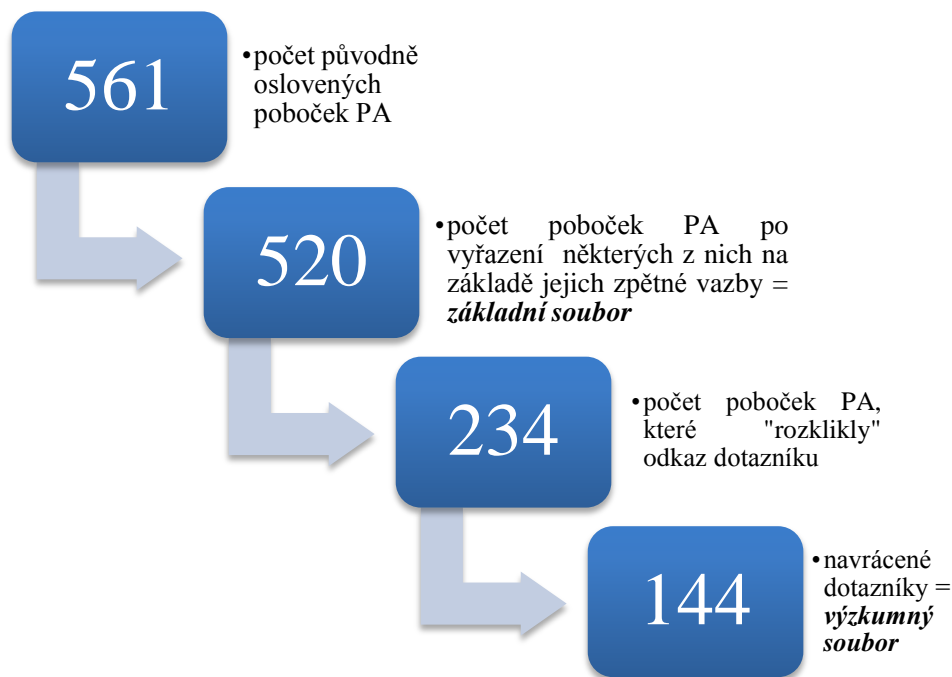 561
•počet původně
oslovených
poboček PA
520
•počet poboček PA po
vyřazení některých z nich na
základě jejich zpětné vazby =
základní soubor
234
•počet poboček PA,
které "rozklikly"
odkaz dotazníku
144
•navrácené
dotazníky =
výzkumný
soubor